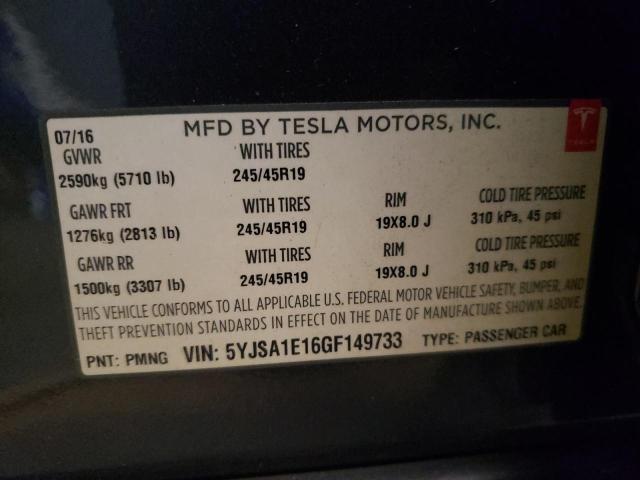 07/16 MFD BY TESLA MOTORS, INC.
TESLA
GVWR WITH TIRES
2590kg (5710 lb) 245/45R19
GAWR FRT WITH TIRES RIM COLD TIRE PRESSURE
1276kg (2813 lb) 245/45R19 19X8.0 J 310 kPa, 45 psi
GAWR RR WITH TIRES RIM COLD TIRE PRESSURE
1500kg (3307 lb) 245/45R19 19X8.0 J 310 kPa, 45 psi
THIS VEHICLE CONFORMS TO ALL APPLICABLE U.S. FEDERAL MOTOR VEHICLE SAFETY, BUMPER, AND
THEFT PREVENTION STANDARDS IN EFFECT ON THE DATE OF MANUFACTURE SHOWN ABOVE.
PNT: PMNG VIN: 5YJSA1E16GF149733 TYPE: PASSENGER CAR